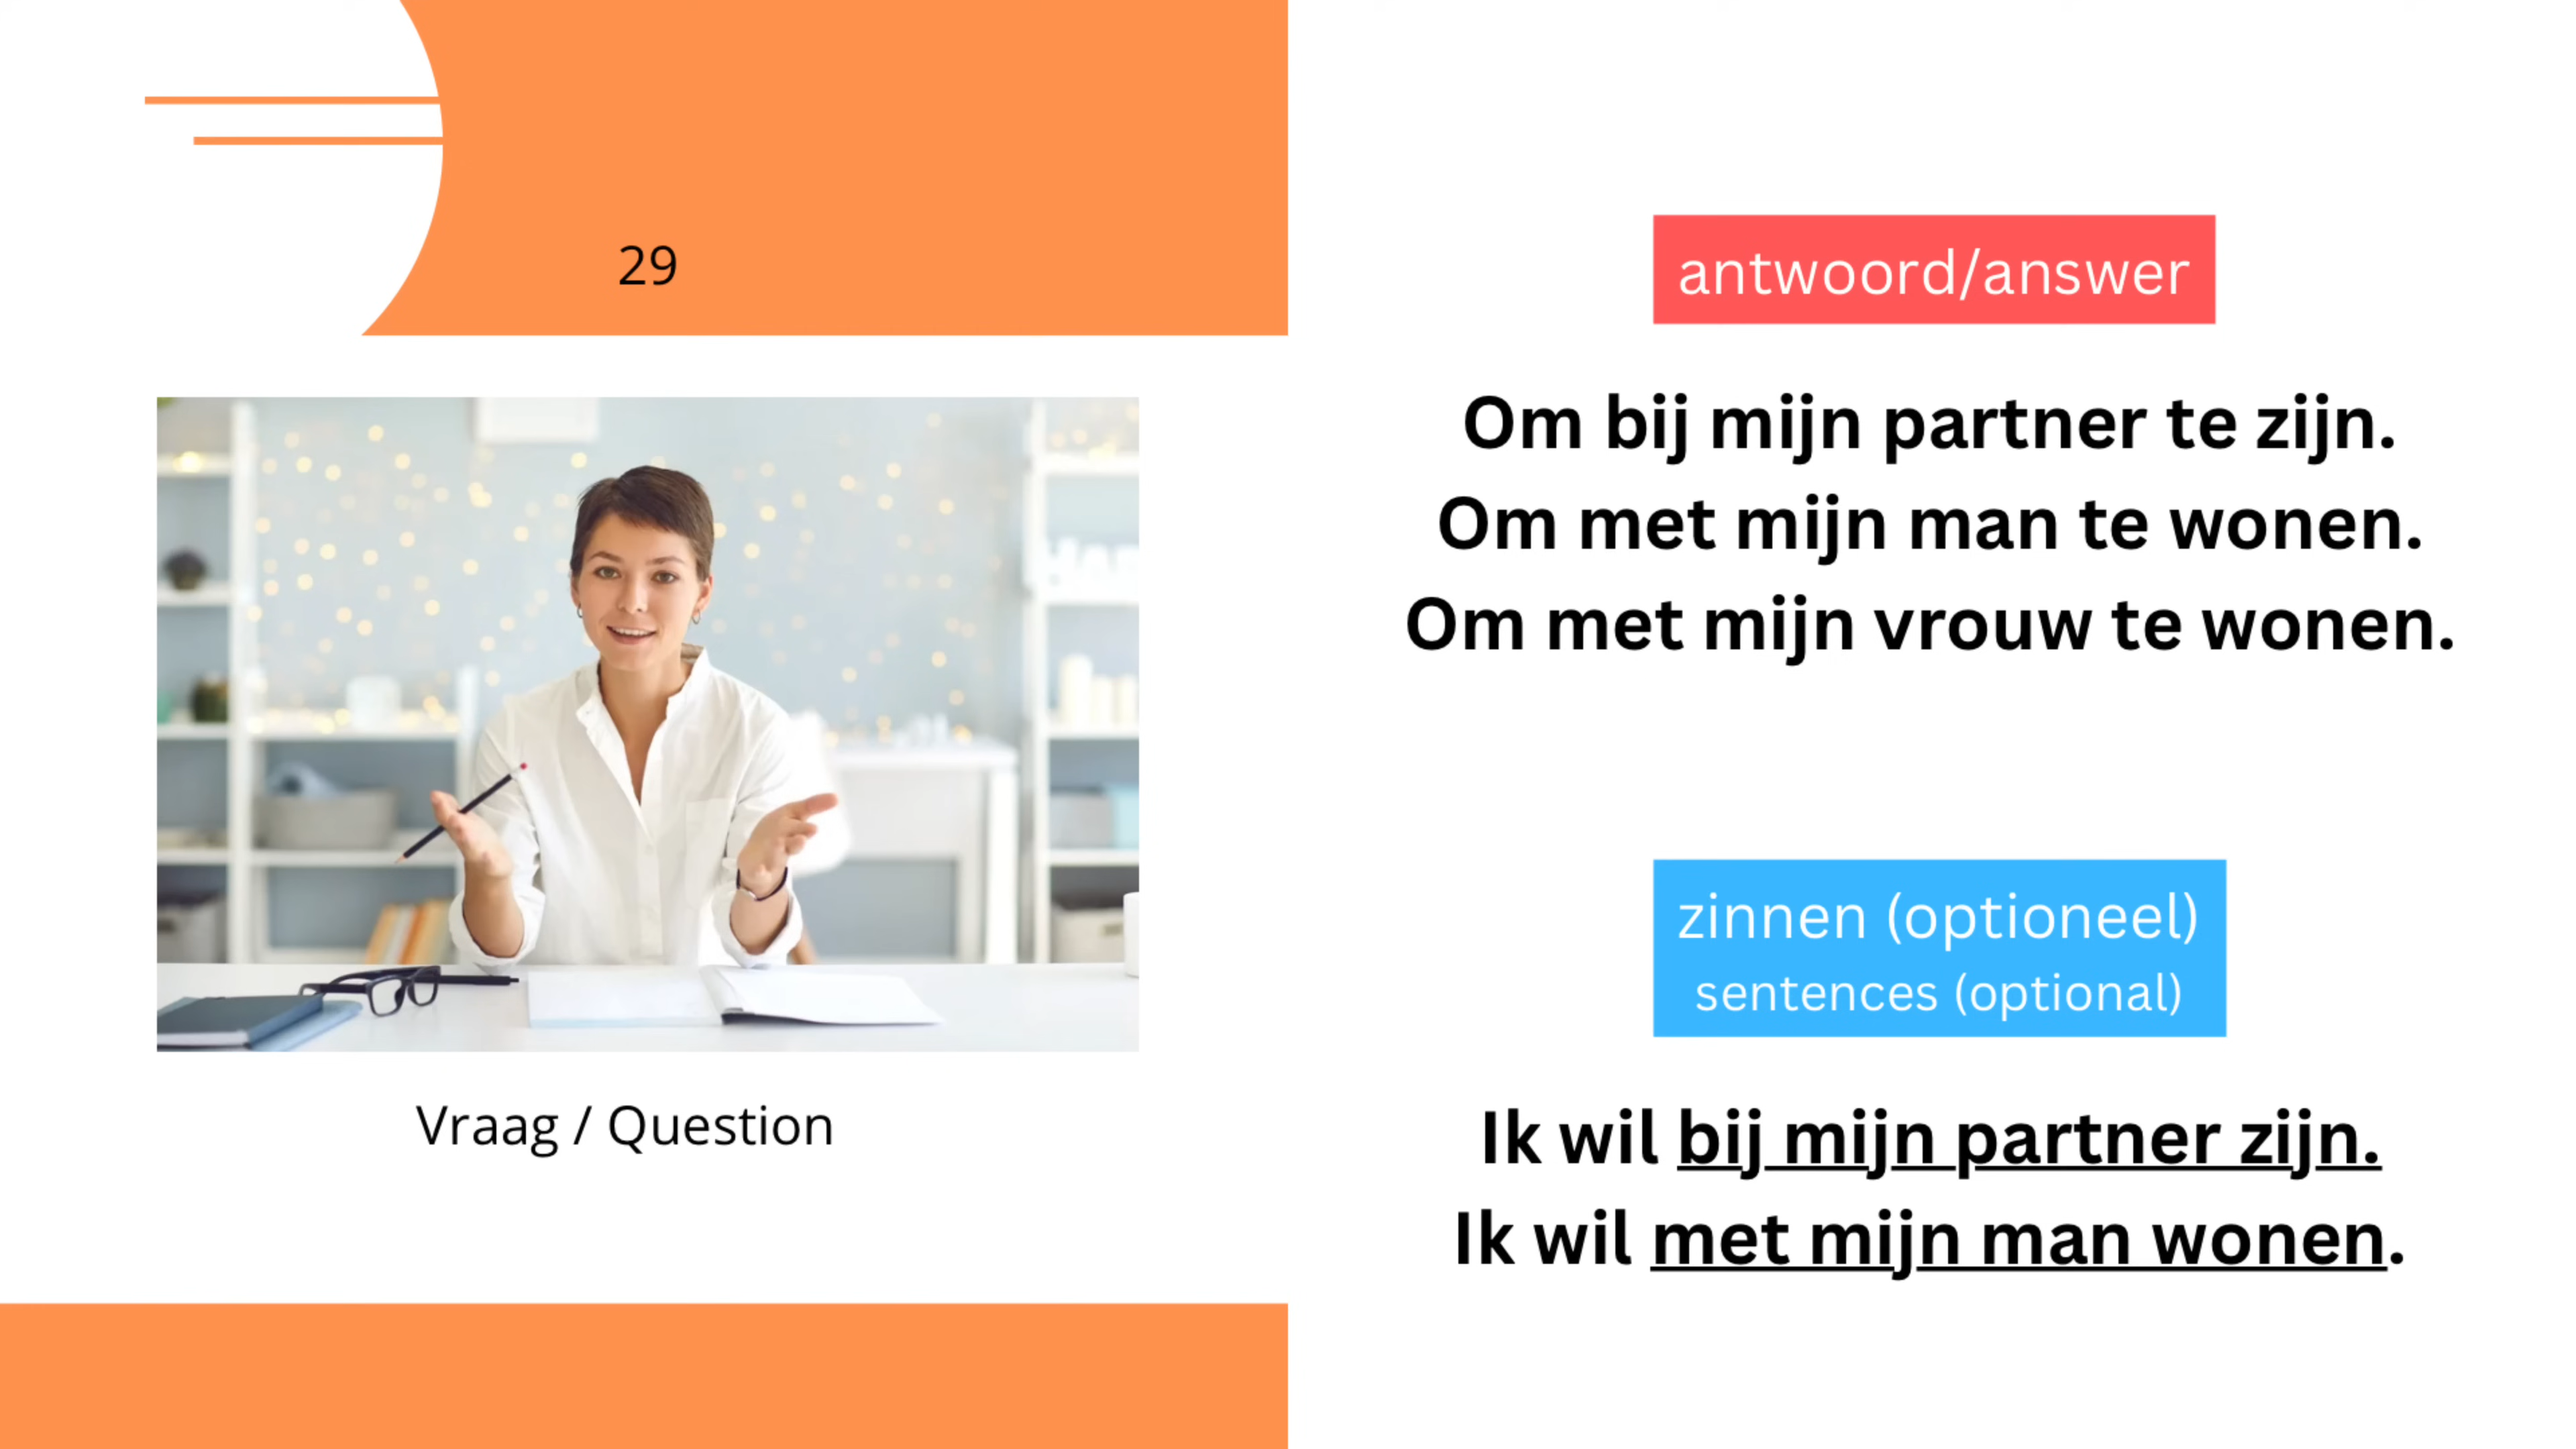 29
Vraag / Question
antwoord/answer
Om bij mijn partner te zijn.
Om met mijn man te wonen.
Om met mijn vrouw te wonen.
zinnen (optioneel)
sentences (optional)
Ik wil bij mijn partner zijn.
Ik wil met mijn man wonen.